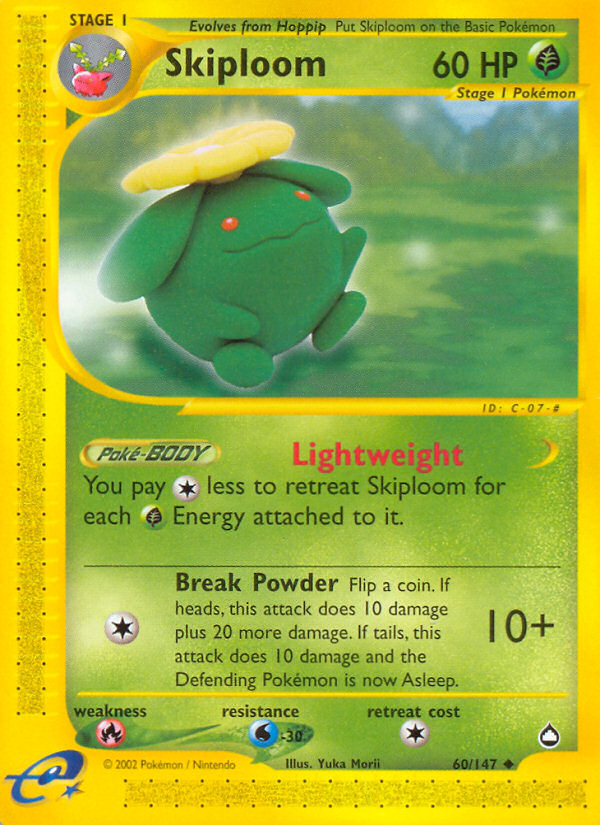 STAGE 1
Evolves from Hoppip Put Skiploom on the Basic Pokémon
Skiploom 60 HP
Stage 1 Pokémon
ID: C-07-#
Poké-BODY Lightweight
You pay less to retreat Skiploom for
each Energy attached to it.
Break Powder Flip a coin. If
heads, this attack does 10 damage
plus 20 more damage. If tails, this
attack does 10 damage and the
Defending Pokémon is now Asleep.
10+
weakness resistance retreat cost
-30
© 2002 Pokémon / Nintendo Illus. Yuka Morii 60/147
e